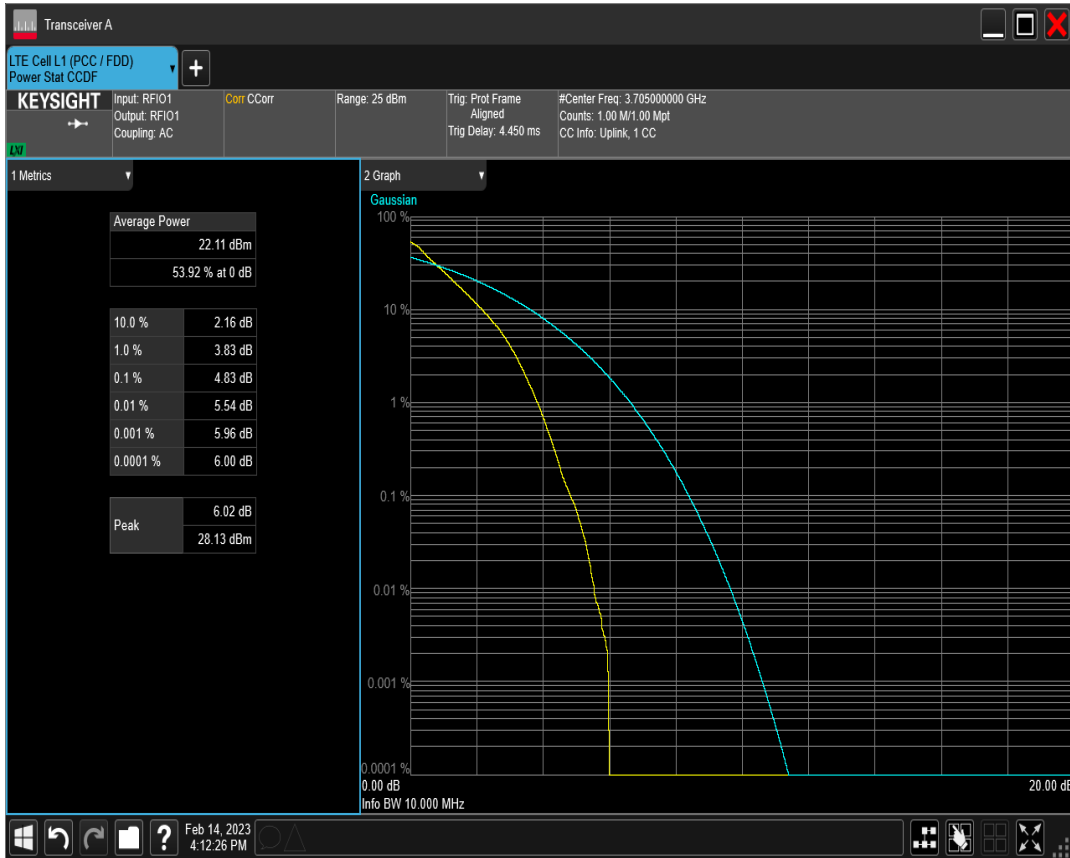 Transceiver A
LTE Cell L1 (PCC / FDD)
Power Stat CCDF
+
KEYSIGHT
LXI
Input: RFIO1
Output: RFIO1
Coupling: AC
Corr CCorr
Range: 25 dBm
Trig: Prot Frame
Aligned
Trig Delay: 4.450 ms
#Center Freq: 3.705000000 GHz
Counts: 1.00 M/1.00 Mpt
CC Info: Uplink, 1 CC
1 Metrics
Average Power
22.11 dBm
53.92 % at 0 dB
10.0 % 2.16 dB
1.0 % 3.83 dB
0.1 % 4.83 dB
0.01 % 5.54 dB
0.001 % 5.96 dB
0.0001 % 6.00 dB
Peak
6.02 dB
28.13 dBm
2 Graph
Gaussian
100 %
10 %
1 %
0.1 %
0.01 %
0.001 %
0.0001 %
0.00 dB 20.00 dB
Info BW 10.000 MHz
?
Feb 14, 2023
4:12:26 PM